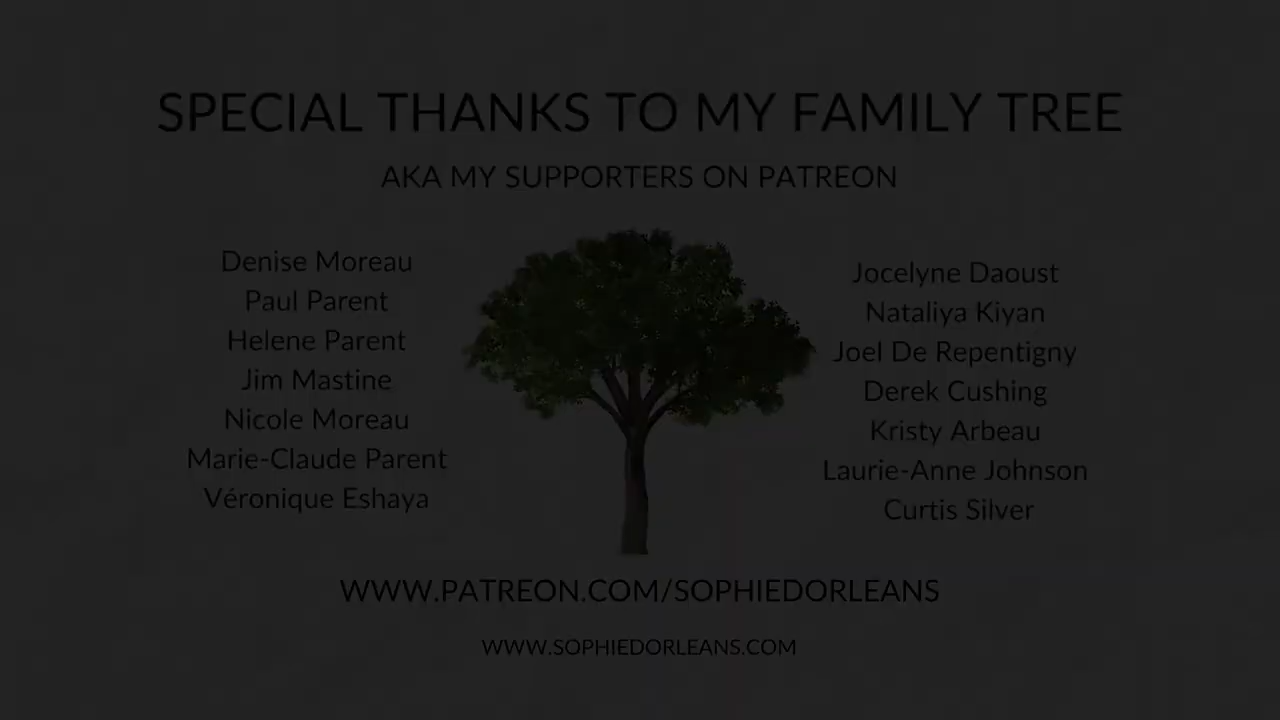 SPECIAL THANKS TO MY FAMILY TREE
AKA MY SUPPORTERS ON PATREON
Denise Moreau
Paul Parent
Helene Parent
Jim Mastine
Nicole Moreau
Marie-Claude Parent
Véronique Eshaya
Jocelyne Daoust
Nataliya Kiyan
Joel De Repentigny
Derek Cushing
Kristy Arbeau
Laurie-Anne Johnson
Curtis Silver
WWW.PATREON.COM/SOPHIEDORLEANS
WWW.SOPHIEDORLEANS.COM